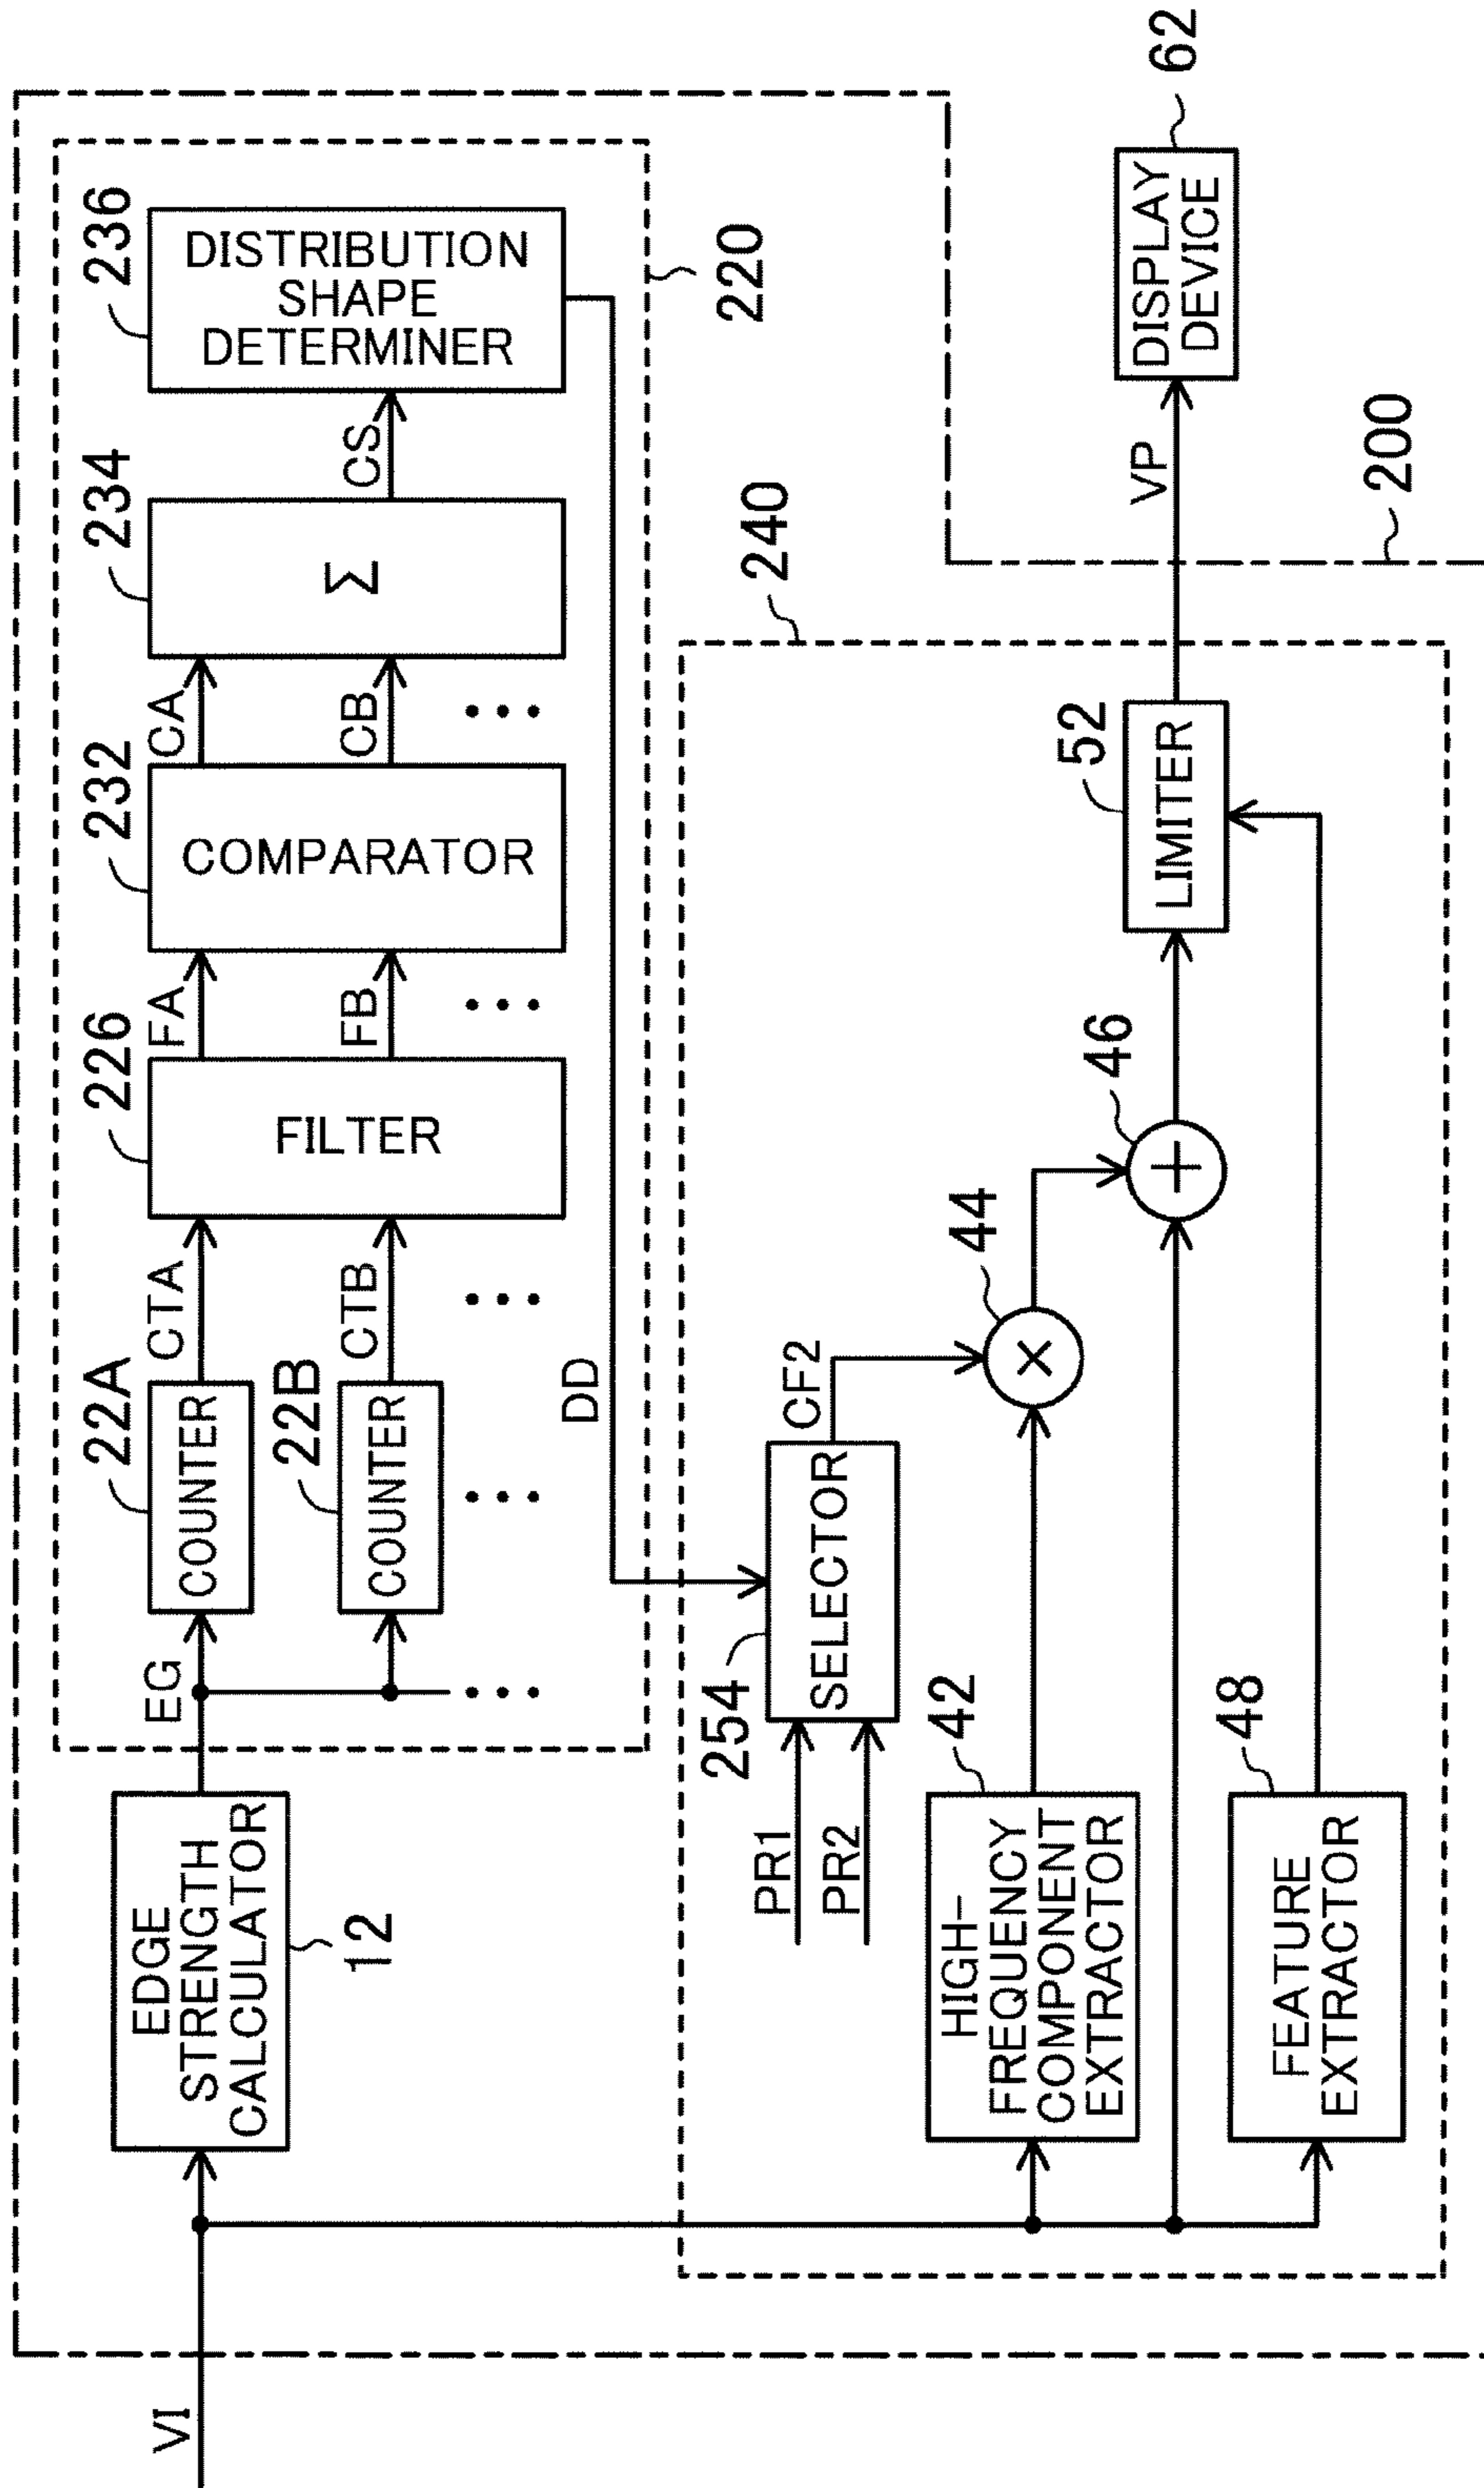 VI
EDGE
STRENGTH
CALCULATOR
12
EG
22A
COUNTER
CTA
22B
COUNTER
CTB
226
FILTER
FA
FB
232
COMPARATOR
CA
CB
234
Σ
CS
236
DISTRIBUTION
SHAPE
DETERMINER
220
DD
240
PR1
PR2
254
SELECTOR
CF2
42
HIGH-
FREQUENCY
COMPONENT
EXTRACTOR
44
×
46
+
48
FEATURE
EXTRACTOR
52
LIMITER
VP
200
DISPLAY
DEVICE
62